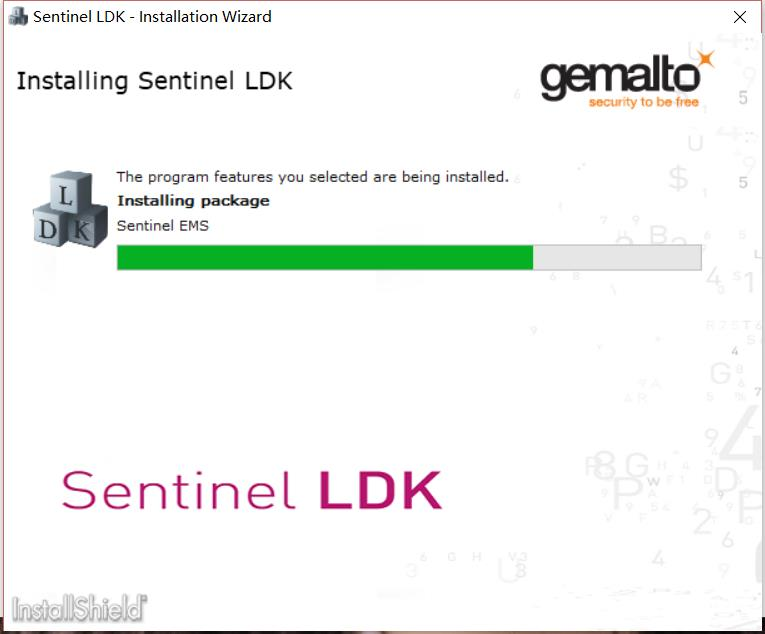 Sentinel LDK - Installation Wizard
Installing Sentinel LDK
gemalto
security to be free
The program features you selected are being installed.
Installing package
Sentinel EMS
L
D K
Sentinel LDK
InstallShield